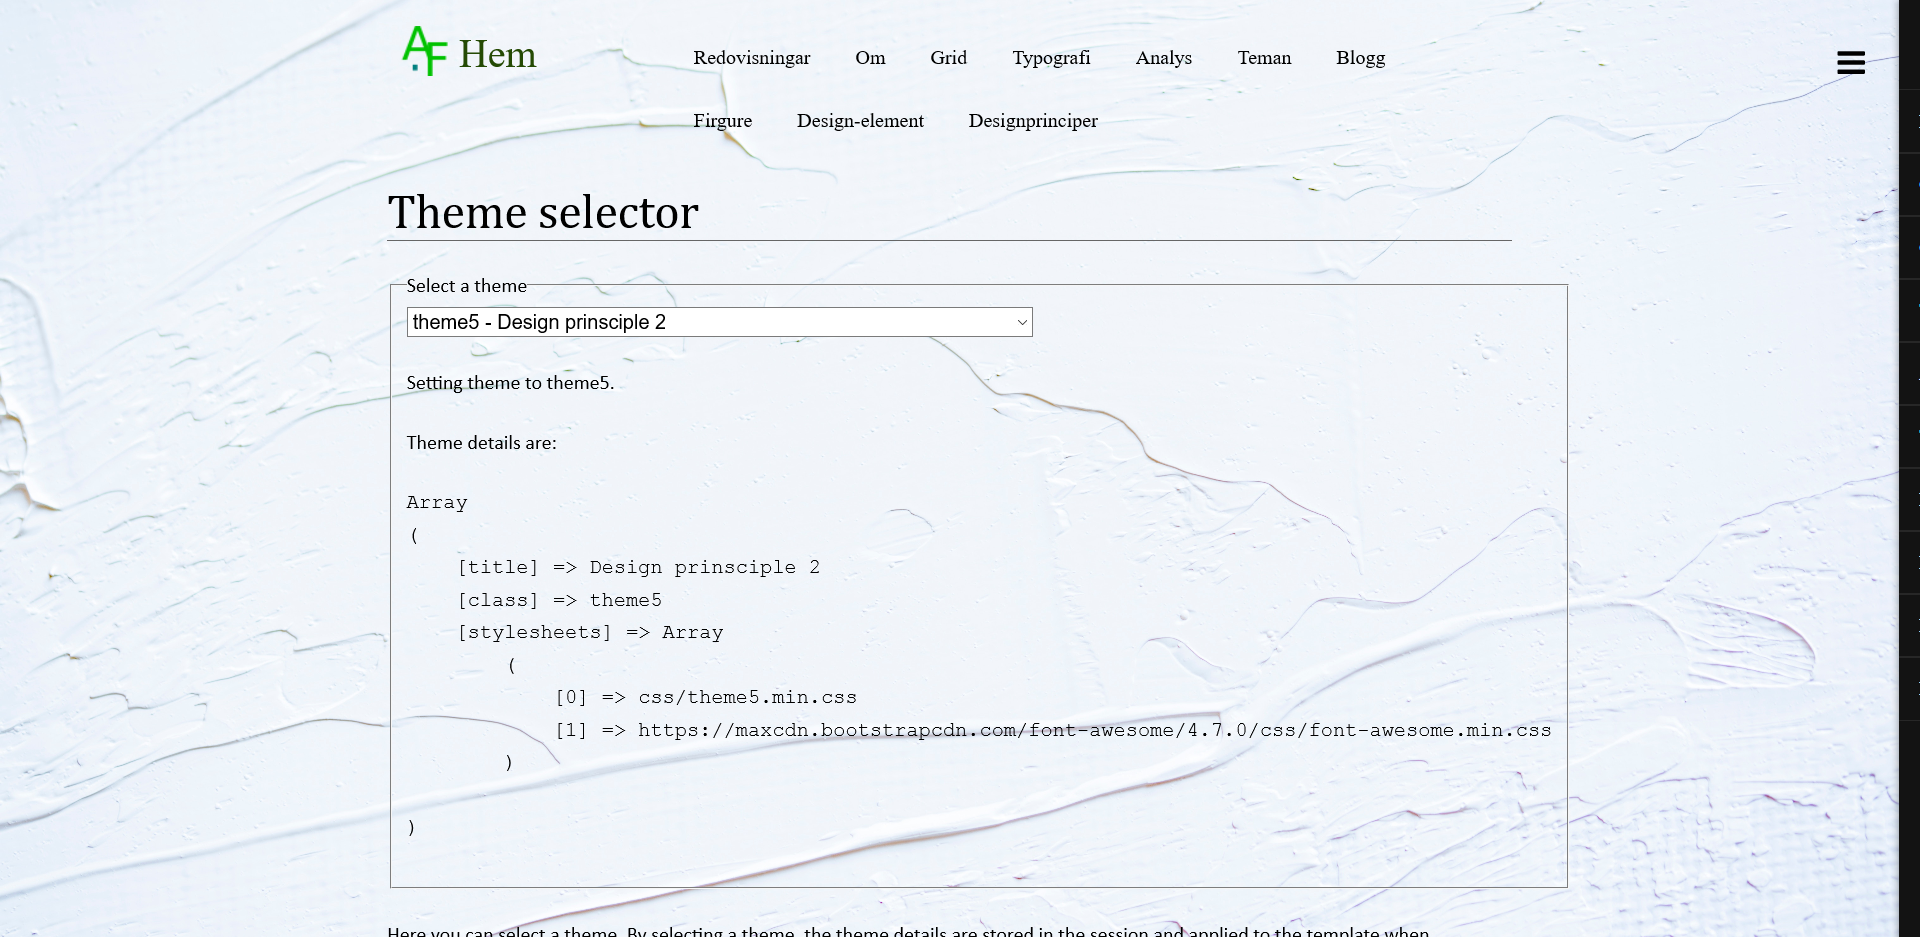 AF Hem
Redovisningar Om Grid Typografi Analys Teman Blogg
Firgure Design-element Designprinciper
Theme selector
Select a theme
theme5 - Design prinsciple 2
Setting theme to theme5.
Theme details are:
Array
(
    [title] => Design prinsciple 2
    [class] => theme5
    [stylesheets] => Array
        (
            [0] => css/theme5.min.css
            [1] => https://maxcdn.bootstrapcdn.com/font-awesome/4.7.0/css/font-awesome.min.css
        )
)
Here you can select a theme. By selecting a theme, the theme details are stored in the session and applied to the template when